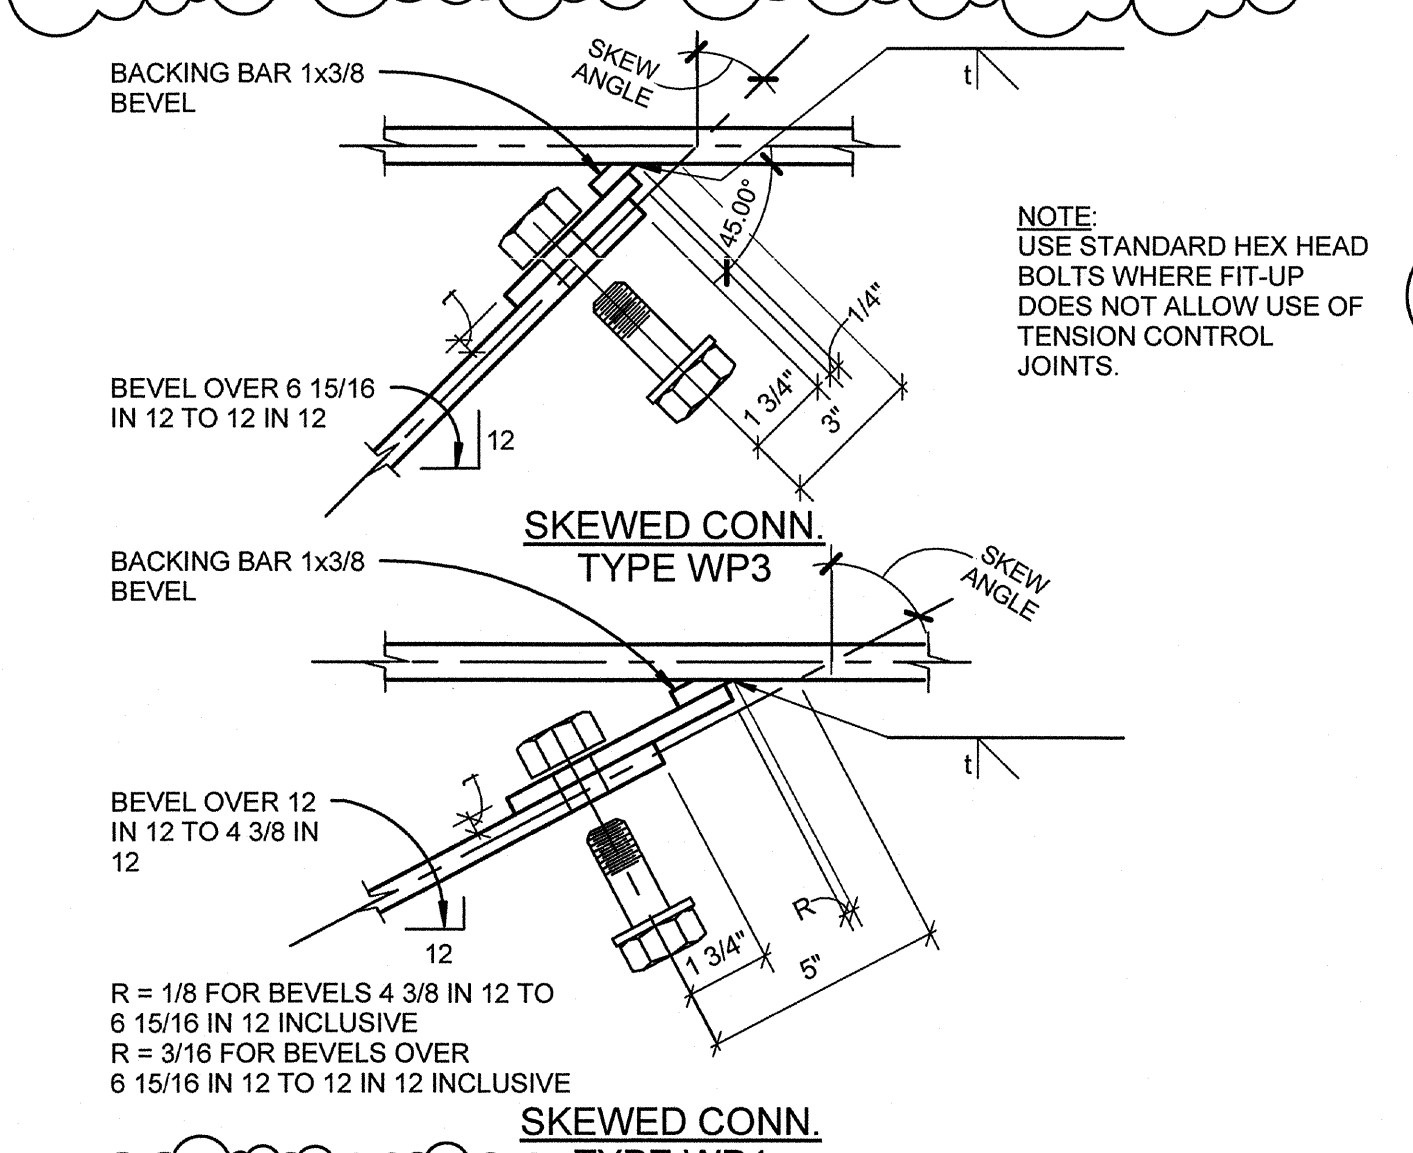 BACKING BAR 1x3/8
BEVEL
SKEW
ANGLE
t
45.00°
1/4"
1 3/4"
3"
NOTE:
USE STANDARD HEX HEAD
BOLTS WHERE FIT-UP
DOES NOT ALLOW USE OF
TENSION CONTROL
JOINTS.
BEVEL OVER 6 15/16
IN 12 TO 12 IN 12
12
SKEWED CONN.
TYPE WP3
BACKING BAR 1x3/8
BEVEL
SKEW
ANGLE
t
BEVEL OVER 12
IN 12 TO 4 3/8 IN
12
12
R
1 3/4"
5"
R = 1/8 FOR BEVELS 4 3/8 IN 12 TO
6 15/16 IN 12 INCLUSIVE
R = 3/16 FOR BEVELS OVER
6 15/16 IN 12 TO 12 IN 12 INCLUSIVE
SKEWED CONN.